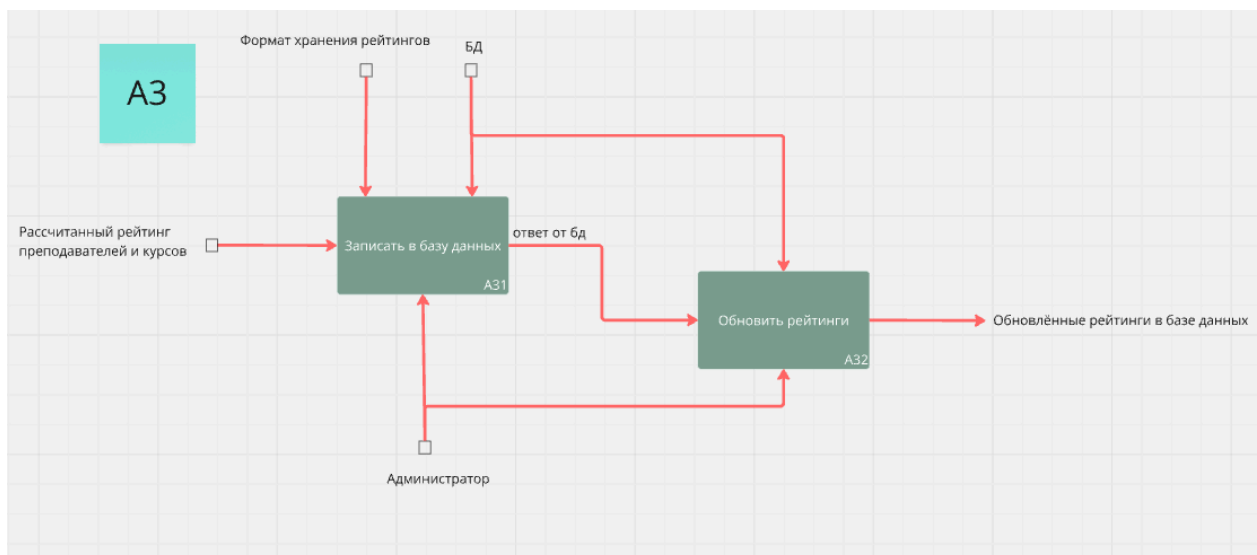 Формат хранения рейтингов
БД
А3
Рассчитанный рейтинг
преподавателей и курсов
Записать в базу данных
А31
ответ от бд
Обновить рейтинги
А32
Обновлённые рейтинги в базе данных
Администратор